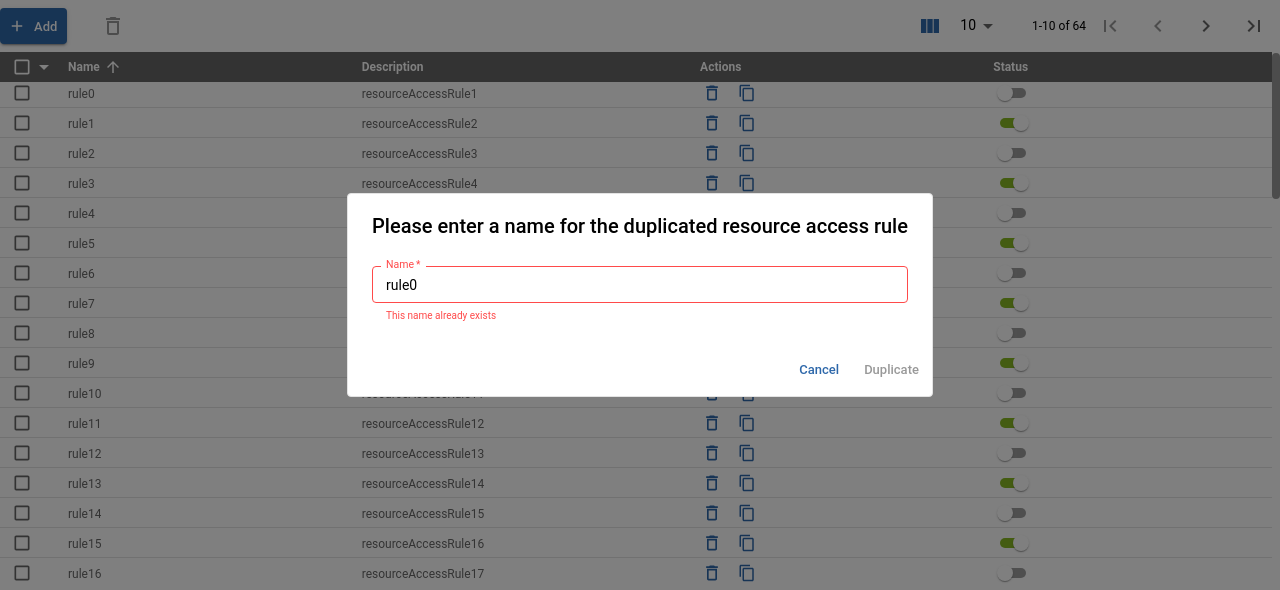 Add
10
1-10 of 64
Name Description Actions Status
rule0 resourceAccessRule1
rule1 resourceAccessRule2
rule2 resourceAccessRule3
rule3 resourceAccessRule4
rule4
rule5
rule6
rule7
rule8
rule9
rule10
Please enter a name for the duplicated resource access rule
Name *
rule0
This name already exists
Cancel Duplicate
rule11 resourceAccessRule12
rule12 resourceAccessRule13
rule13 resourceAccessRule14
rule14 resourceAccessRule15
rule15 resourceAccessRule16
rule16 resourceAccessRule17